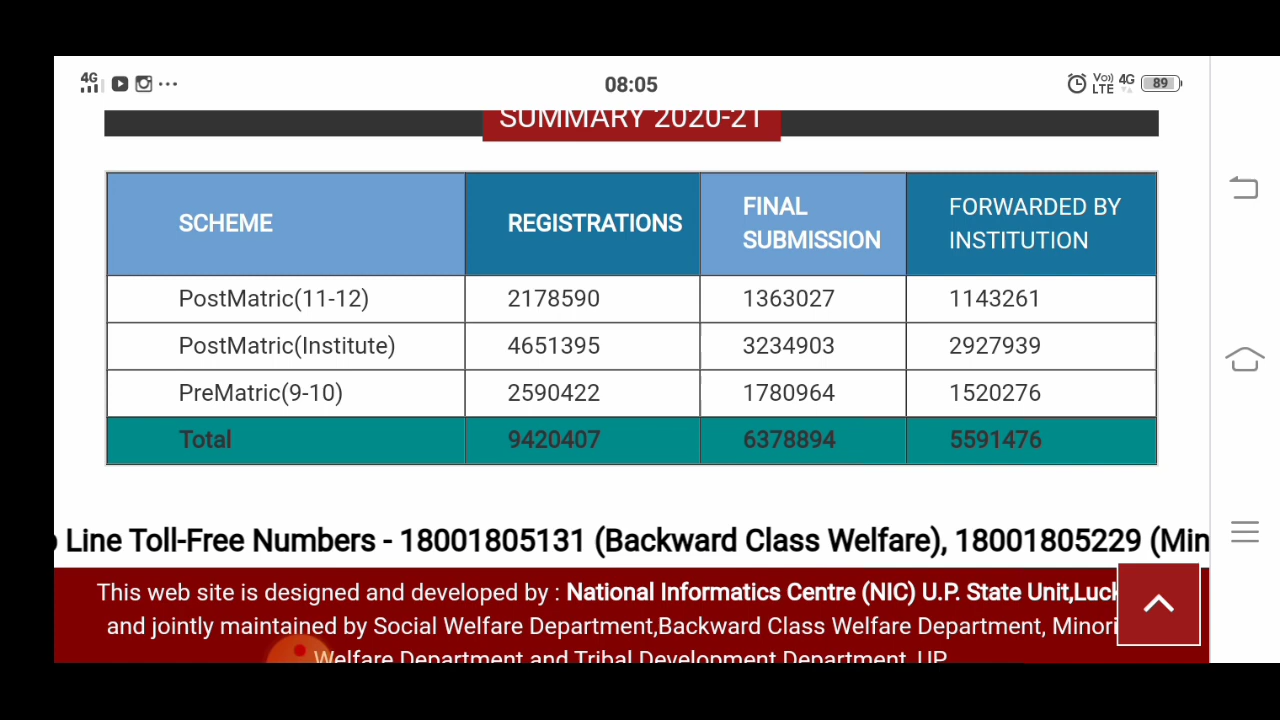 4G 08:05 Vo) LTE 4G 89
SUMMARY 2020-21
SCHEME REGISTRATIONS FINAL SUBMISSION FORWARDED BY INSTITUTION
PostMatric(11-12) 2178590 1363027 1143261
PostMatric(Institute) 4651395 3234903 2927939
PreMatric(9-10) 2590422 1780964 1520276
Total 9420407 6378894 5591476
Line Toll-Free Numbers - 18001805131 (Backward Class Welfare), 18001805229 (Min
This web site is designed and developed by : National Informatics Centre (NIC) U.P. State Unit,Luck
and jointly maintained by Social Welfare Department,Backward Class Welfare Department, Minori
Welfare Department and Tribal Development Department, UP